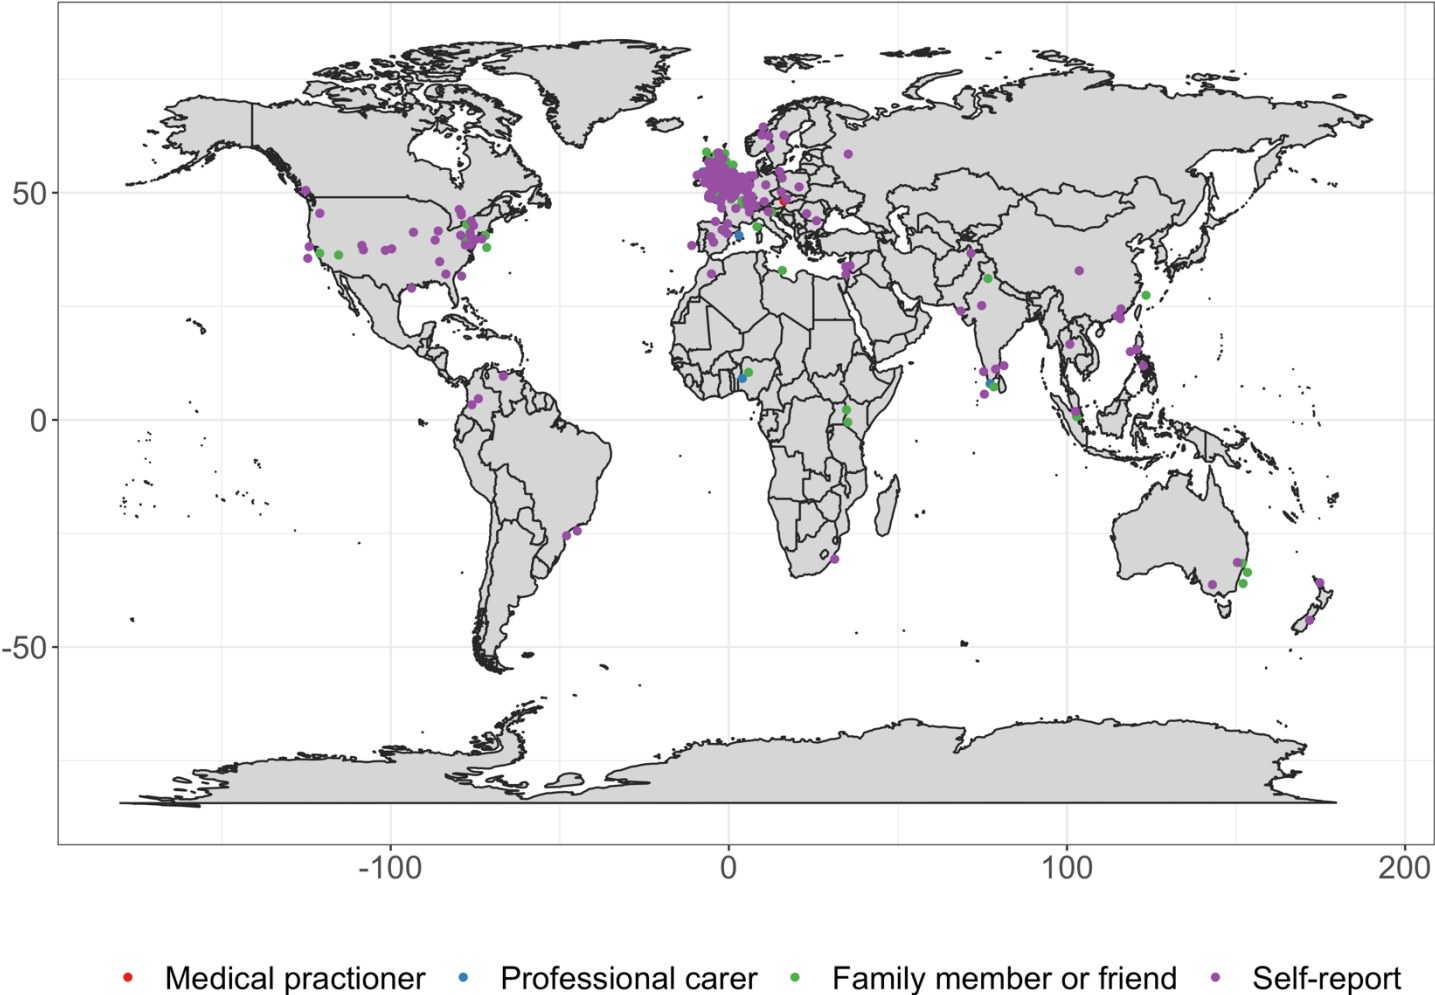 50
0
-50
-100
0
100
200
Medical practioner
Professional carer
Family member or friend
Self-report